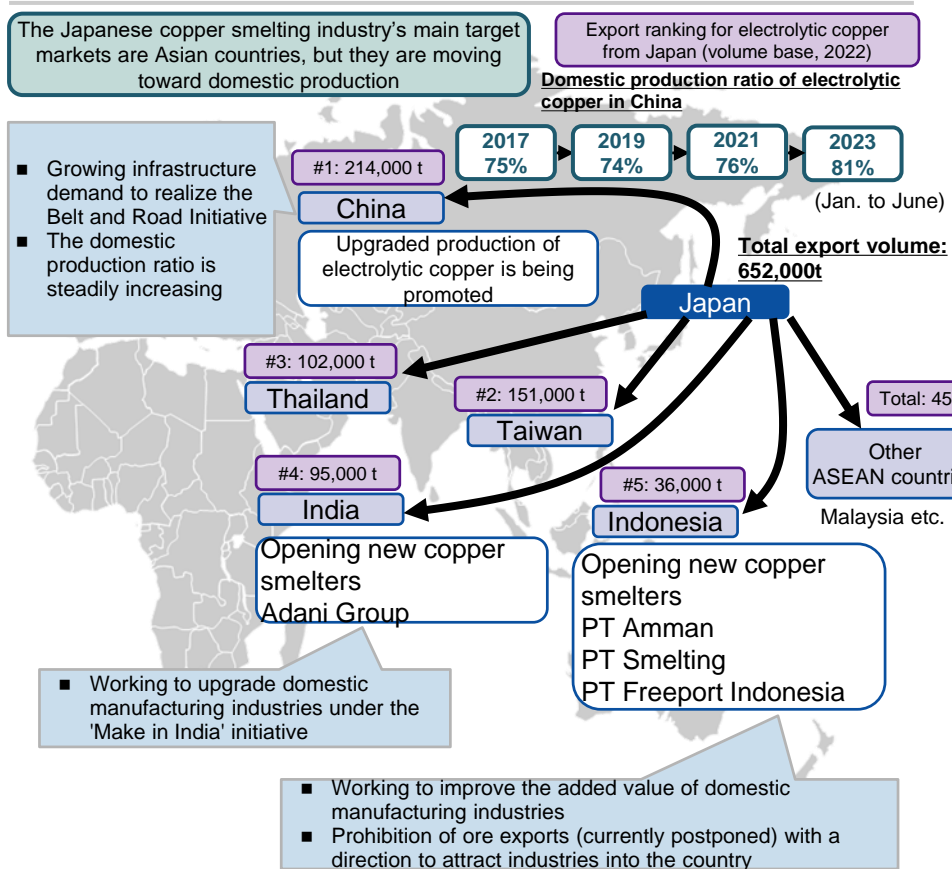 The Japanese copper smelting industry's main target
markets are Asian countries, but they are moving
toward domestic production
Export ranking for electrolytic copper
from Japan (volume base, 2022)
Domestic production ratio of electrolytic
copper in China
2017
75%
2019
74%
2021
76%
2023
81%
(Jan. to June)
■ Growing infrastructure
demand to realize the
Belt and Road Initiative
■ The domestic
production ratio is
steadily increasing
#1: 214,000 t
China
Upgraded production of
electrolytic copper is being
promoted
Total export volume:
652,000t
Japan
#3: 102,000 t
Thailand
#2: 151,000 t
Taiwan
Total: 45
Other
ASEAN countri
Malaysia etc.
#4: 95,000 t
India
Opening new copper
smelters
Adani Group
#5: 36,000 t
Indonesia
Opening new copper
smelters
PT Amman
PT Smelting
PT Freeport Indonesia
■ Working to upgrade domestic
manufacturing industries under the
'Make in India' initiative
■ Working to improve the added value of domestic
manufacturing industries
■ Prohibition of ore exports (currently postponed) with a
direction to attract industries into the country